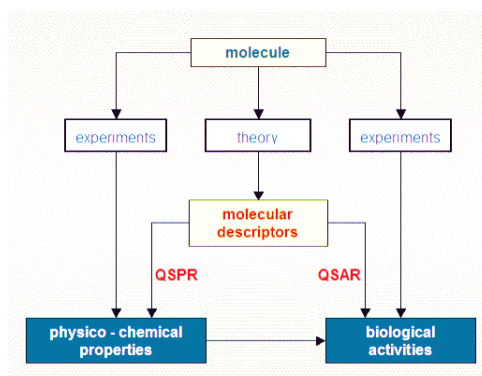 molecule
experiments
theory
experiments
molecular
descriptors
QSPR
QSAR
physico - chemical
properties
biological
activities